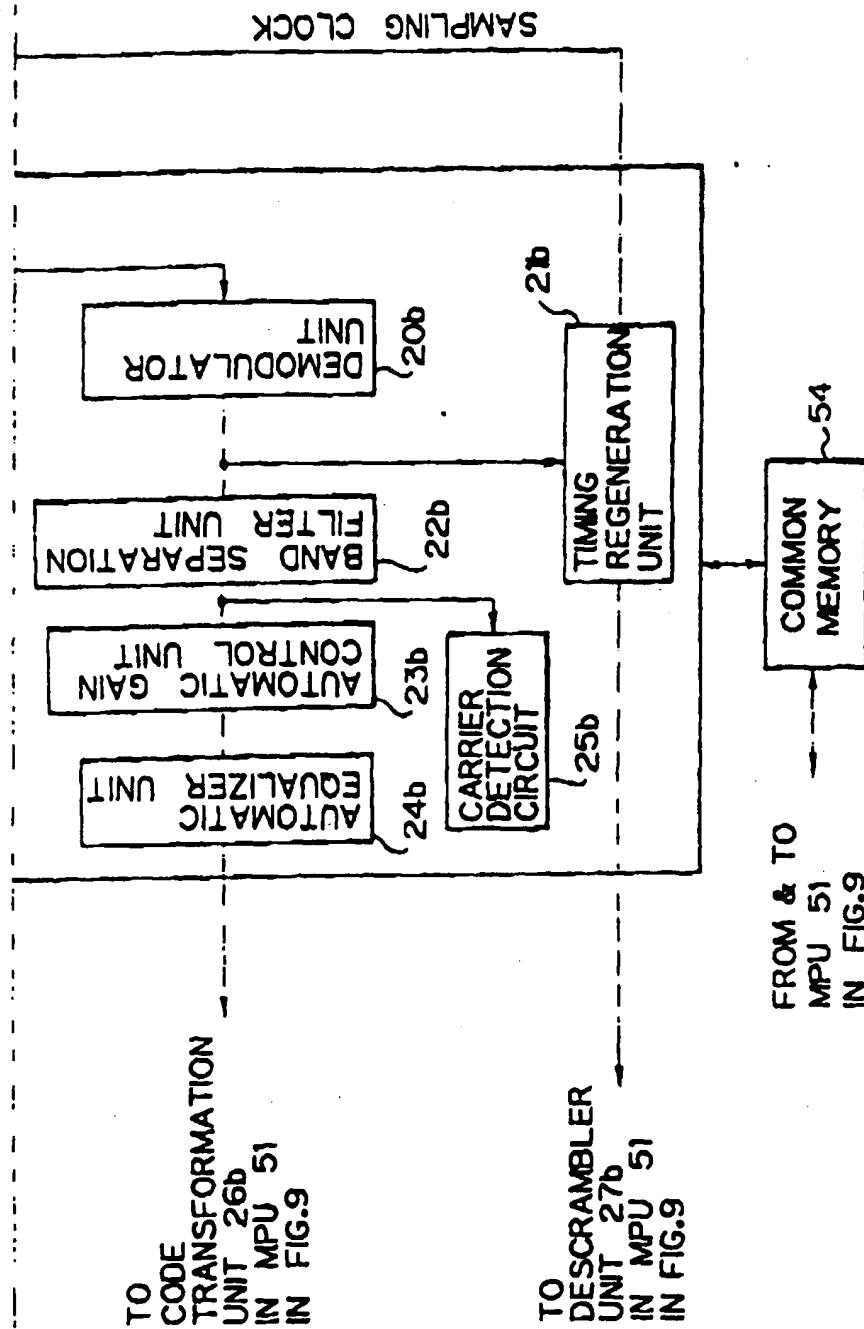 SAMPLING CLOCK
DEMODULATOR
UNIT
20b
21b
BAND SEPARATION
FILTER UNIT
22b
TIMING
REGENERATION
UNIT
AUTOMATIC GAIN
CONTROL UNIT
23b
CARRIER
DETECTION
CIRCUIT
25b
AUTOMATIC
EQUALIZER UNIT
24b
COMMON
MEMORY
54
TO
CODE
TRANSFORMATION
UNIT 26b
IN MPU 51
IN FIG.9
TO
DESCRAMBLER
UNIT 27b
IN MPU 51
IN FIG.9
FROM & TO
MPU 51
IN FIG.9